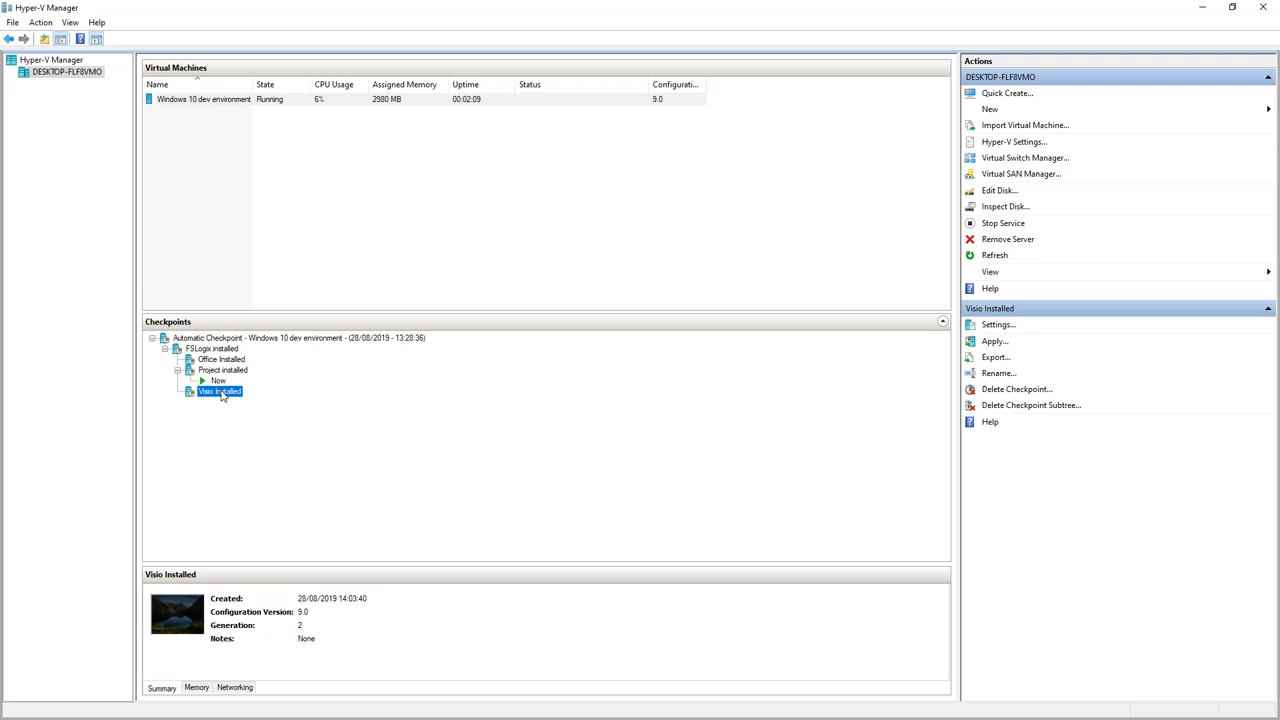 Hyper-V Manager
File Action View Help
Hyper-V Manager
DESKTOP-FLF8VMO
Virtual Machines
Name State CPU Usage Assigned Memory Uptime Status Configurati...
Windows 10 dev environment Running 6% 2980 MB 00:02:09 9.0
Checkpoints
Automatic Checkpoint - Windows 10 dev environment - (28/08/2019 - 13:28:36)
FSLogix installed
Office Installed
Project installed
Now
Visio Installed
Visio Installed
Created: 28/08/2019 14:03:40
Configuration Version: 9.0
Generation: 2
Notes: None
Summary Memory Networking
Actions
DESKTOP-FLF8VMO
Quick Create...
New
Import Virtual Machine...
Hyper-V Settings...
Virtual Switch Manager...
Virtual SAN Manager...
Edit Disk...
Inspect Disk...
Stop Service
Remove Server
Refresh
View
Help
Visio Installed
Settings...
Apply...
Export...
Rename...
Delete Checkpoint...
Delete Checkpoint Subtree...
Help